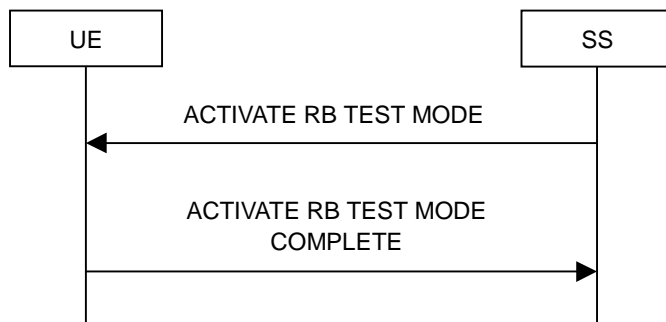 UE
SS
ACTIVATE RB TEST MODE
ACTIVATE RB TEST MODE
COMPLETE